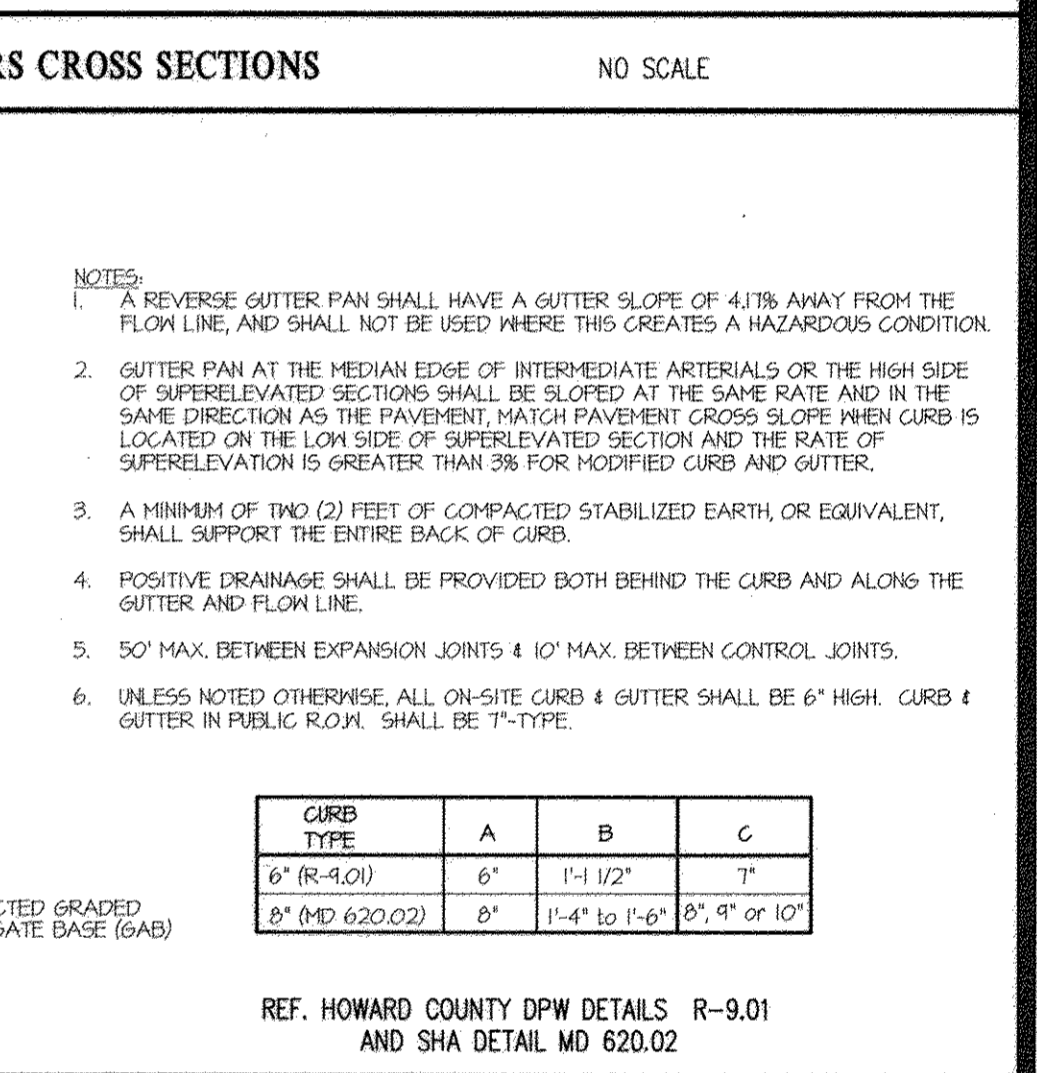 RS CROSS SECTIONS NO SCALE
NOTES:
1. A REVERSE GUTTER PAN SHALL HAVE A GUTTER SLOPE OF 4.17% AWAY FROM THE
FLOW LINE, AND SHALL NOT BE USED WHERE THIS CREATES A HAZARDOUS CONDITION.
2. GUTTER PAN AT THE MEDIAN EDGE OF INTERMEDIATE ARTERIALS OR THE HIGH SIDE
OF SUPERELEVATED SECTIONS SHALL BE SLOPED AT THE SAME RATE AND IN THE
SAME DIRECTION AS THE PAVEMENT, MATCH PAVEMENT CROSS SLOPE WHEN CURB IS
LOCATED ON THE LOW SIDE OF SUPERLEVATED SECTION AND THE RATE OF
SUPERELEVATION IS GREATER THAN 3% FOR MODIFIED CURB AND GUTTER.
3. A MINIMUM OF TWO (2) FEET OF COMPACTED STABILIZED EARTH, OR EQUIVALENT,
SHALL SUPPORT THE ENTIRE BACK OF CURB.
4. POSITIVE DRAINAGE SHALL BE PROVIDED BOTH BEHIND THE CURB AND ALONG THE
GUTTER AND FLOW LINE.
5. 50' MAX. BETWEEN EXPANSION JOINTS & 10' MAX. BETWEEN CONTROL JOINTS.
6. UNLESS NOTED OTHERWISE, ALL ON-SITE CURB & GUTTER SHALL BE 6" HIGH. CURB &
GUTTER IN PUBLIC R.O.W. SHALL BE 7"-TYPE.
CURB
TYPE A B C
6" (R-9.01) 6" 1'-1 1/2" 7"
8" (MD 620.02) 8" 1'-4" to 1'-6" 8", 9" or 10"
CTED GRADED
GATE BASE (GAB)
REF. HOWARD COUNTY DPW DETAILS R-9.01
AND SHA DETAIL MD 620.02